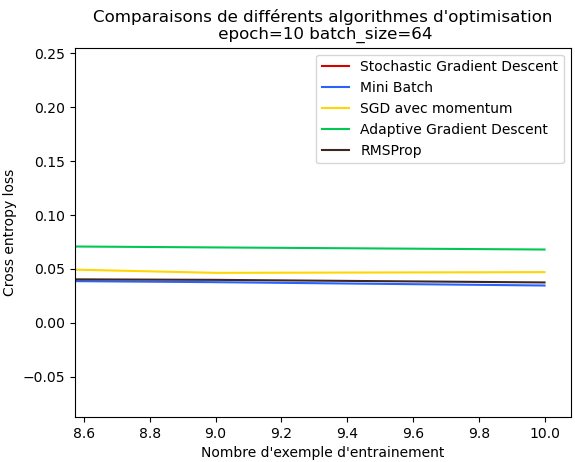 Comparaisons de différents algorithmes d'optimisation
epoch=10 batch_size=64
0.25
0.20
0.15
0.10
0.05
0.00
−0.05
Cross entropy loss
Stochastic Gradient Descent
Mini Batch
SGD avec momentum
Adaptive Gradient Descent
RMSProp
8.6 8.8 9.0 9.2 9.4 9.6 9.8 10.0
Nombre d'exemple d'entrainement